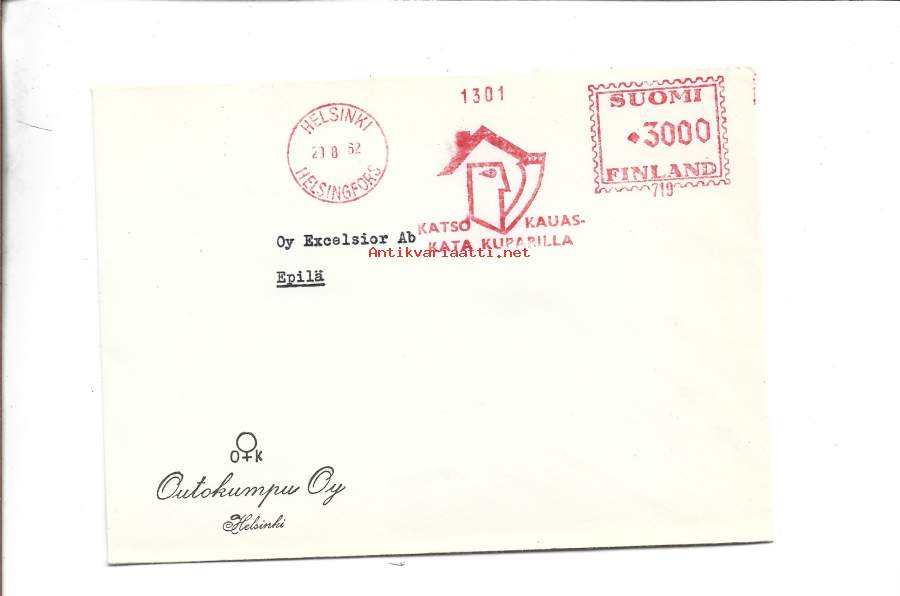 1301
HELSINKI
20 8 62
HELSINGFORS
SUOMI
3000
FINLAND
719
KATSO KAUAS-
KATA KUPARILLA
Oy Excelsior Ab
Antikvariaatti.net
Epilä
O K
Outokumpu Oy
Helsinki